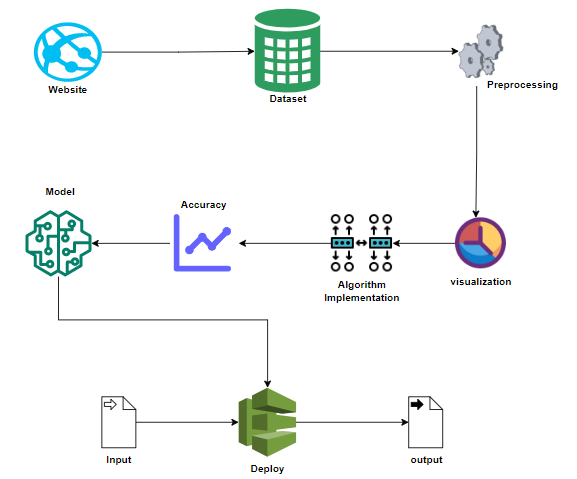 Website
Dataset
Preprocessing
Model
Accuracy
Algorithm
Implementation
visualization
Input
Deploy
output